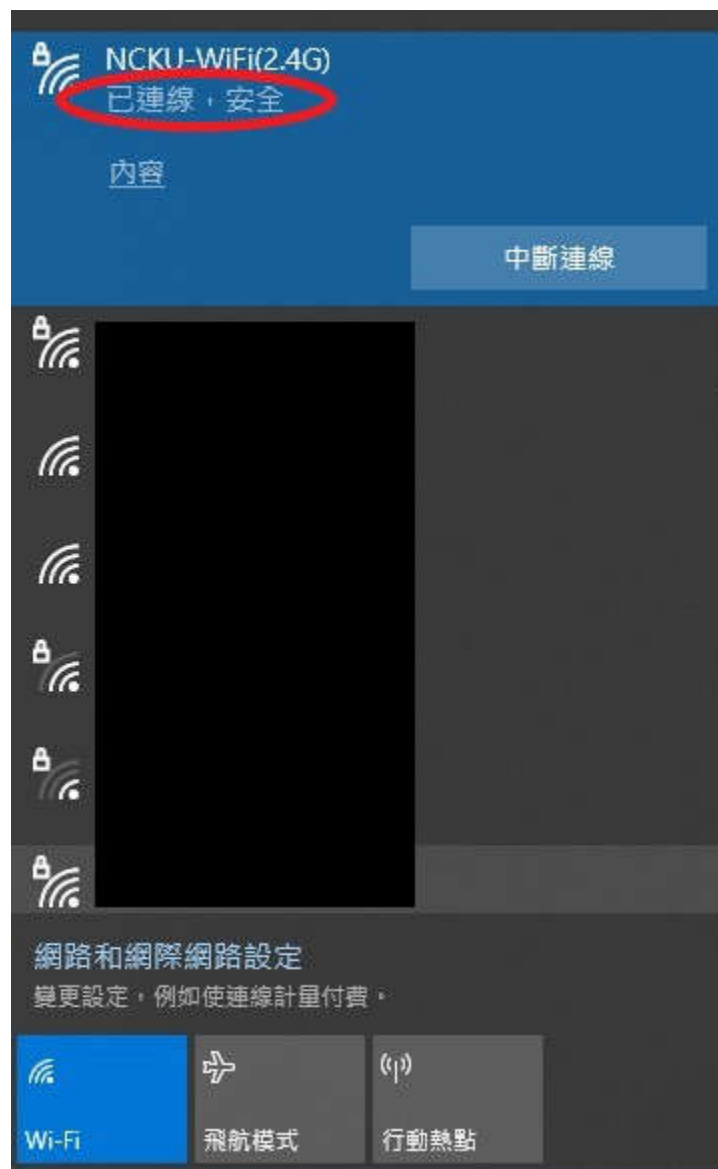 NCKU-WiFi(2.4G)
已連線，安全
內容
中斷連線
網路和網際網路設定
變更設定，例如使連線計量付費。
Wi-Fi
飛航模式
行動熱點